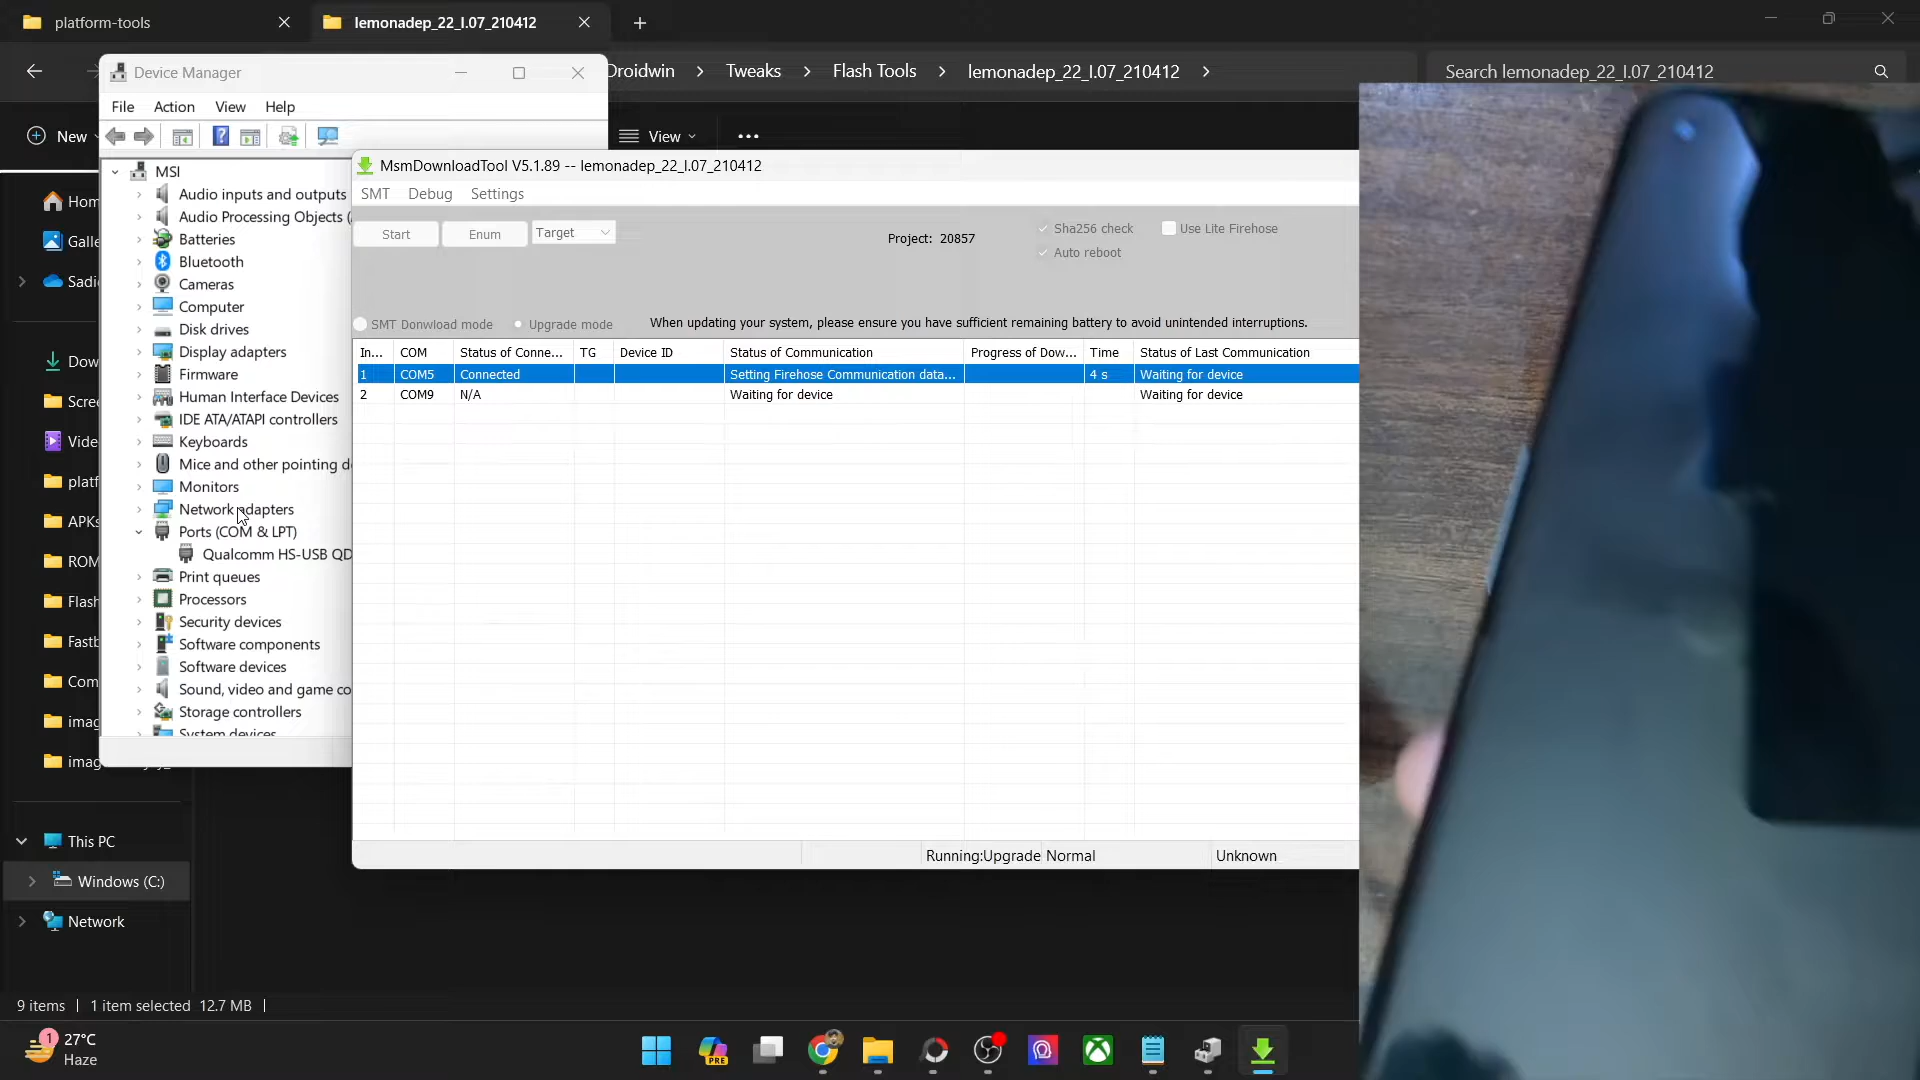 platform-tools
lemonadep_22_I.07_210412
Droidwin > Tweaks > Flash Tools > lemonadep_22_I.07_210412 >
Search lemonadep_22_I.07_210412
New
View
Hom
Galle
Sadi
Dow
Scree
Vide
platf
APKs
ROM
Flash
Fastb
Com
imag
imag
This PC
Windows (C:)
Network
9 items
1 item selected 12.7 MB
Device Manager
File Action View Help
MSI
Audio inputs and outputs
Audio Processing Objects (
Batteries
Bluetooth
Cameras
Computer
Disk drives
Display adapters
Firmware
Human Interface Devices
IDE ATA/ATAPI controllers
Keyboards
Mice and other pointing d
Monitors
Network adapters
Ports (COM & LPT)
Qualcomm HS-USB QD
Print queues
Processors
Security devices
Software components
Software devices
Sound, video and game co
Storage controllers
System devices
MsmDownloadTool V5.1.89 -- lemonadep_22_I.07_210412
SMT Debug Settings
Start Enum Target
Project: 20857
Sha256 check
Use Lite Firehose
Auto reboot
SMT Donwload mode
Upgrade mode
When updating your system, please ensure you have sufficient remaining battery to avoid unintended interruptions.
In... COM Status of Conne... TG Device ID Status of Communication Progress of Dow... Time Status of Last Communication
1 COM5 Connected Setting Firehose Communication data... 4 s Waiting for device
2 COM9 N/A Waiting for device Waiting for device
Running:Upgrade Normal Unknown
1
27°C
Haze
PRE